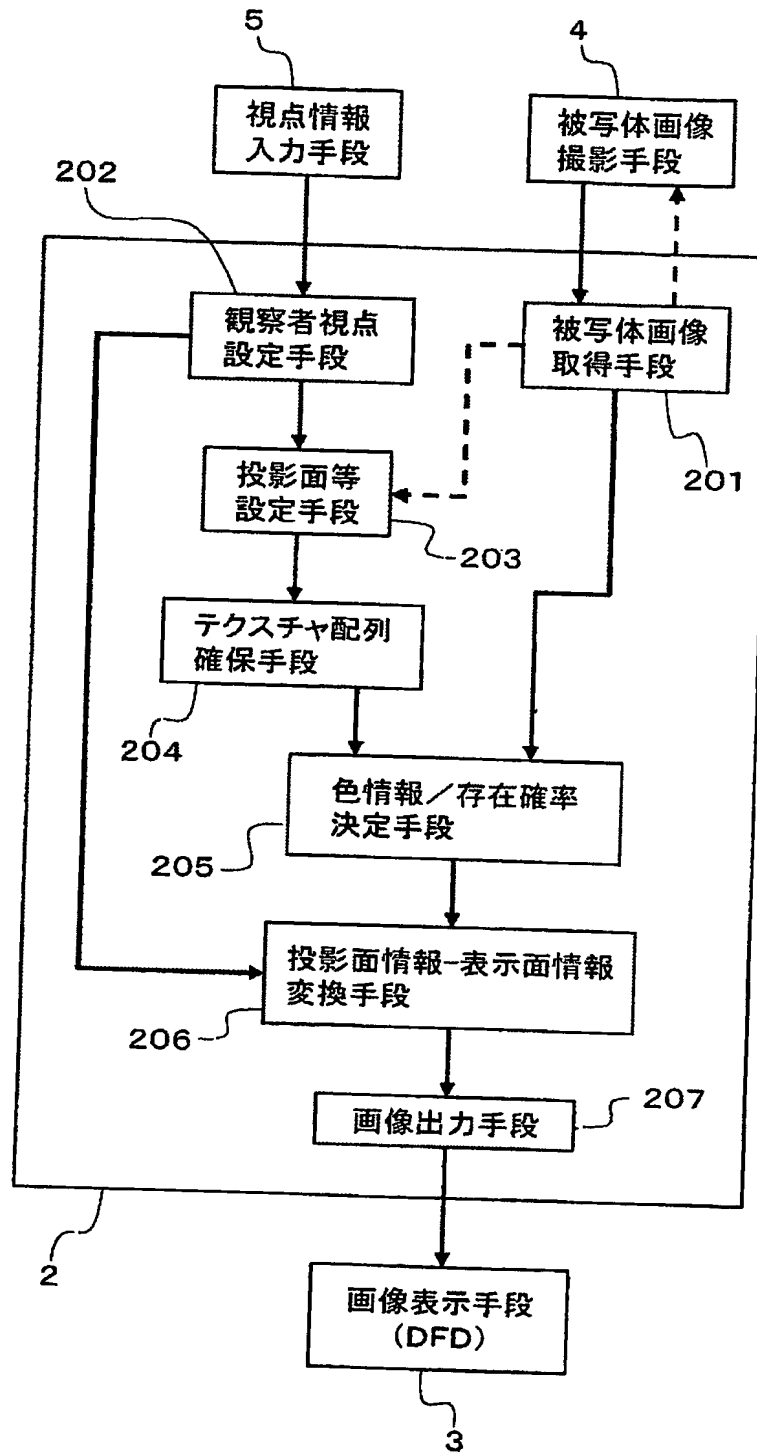 5
4
視点情報
入力手段
被写体画像
撮影手段
202
観察者視点
設定手段
被写体画像
取得手段
201
投影面等
設定手段
203
テクスチャ配列
確保手段
204
色情報／存在確率
決定手段
205
投影面情報−表示面情報
変換手段
206
画像出力手段
207
2
画像表示手段
(DFD)
3